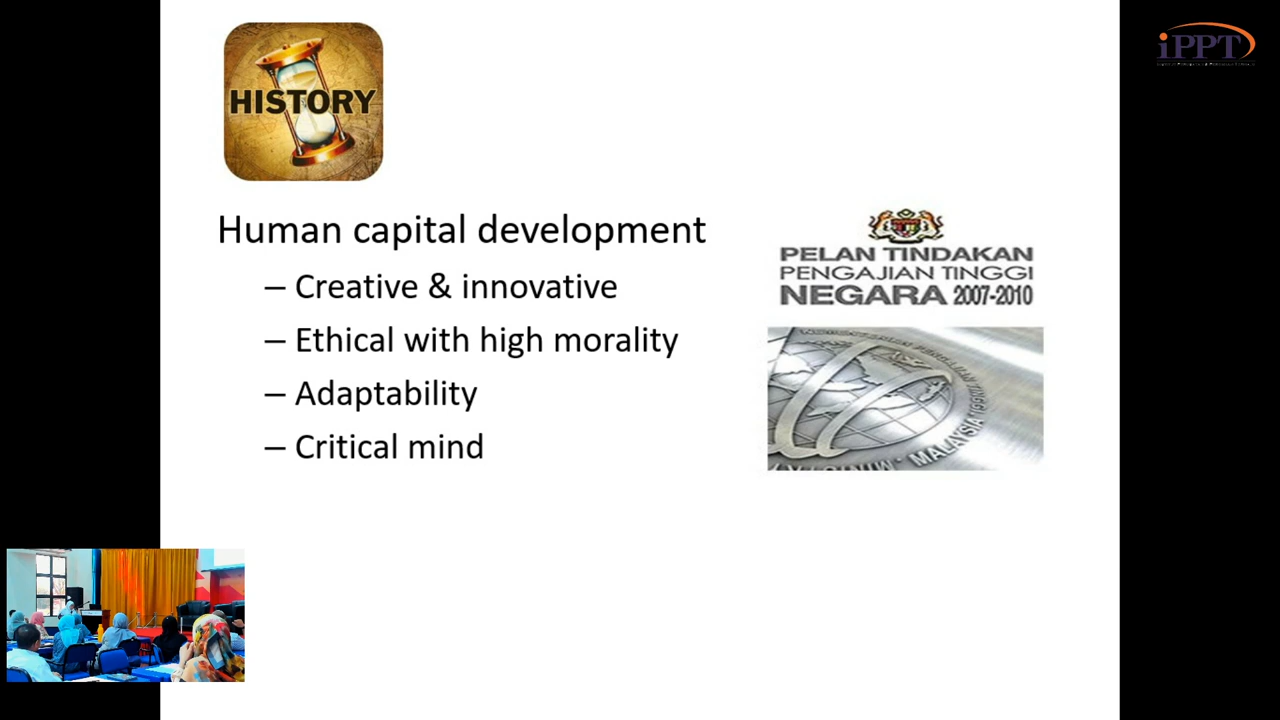 HISTORY
iPPT
Human capital development
– Creative & innovative
– Ethical with high morality
– Adaptability
– Critical mind
PELAN TINDAKAN
PENGAJIAN TINGGI
NEGARA 2007-2010
MALAYSIA